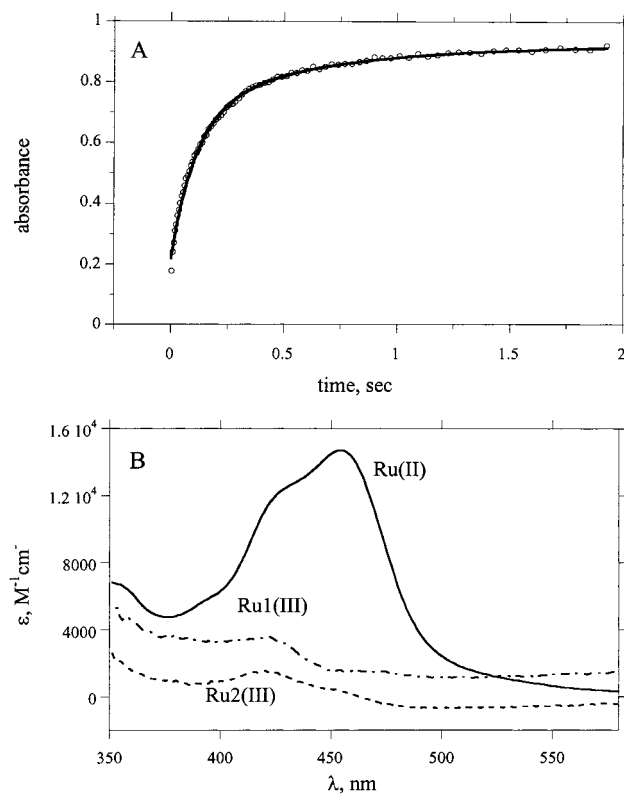 A
1
0.8
0.6
0.4
0.2
0
absorbance
0 0.5 1 1.5 2
time, sec
B
1.6 10⁴
1.2 10⁴
8000
4000
0
ε, M⁻¹cm⁻
Ru(II)
Ru1(III)
Ru2(III)
350 400 450 500 550
λ, nm